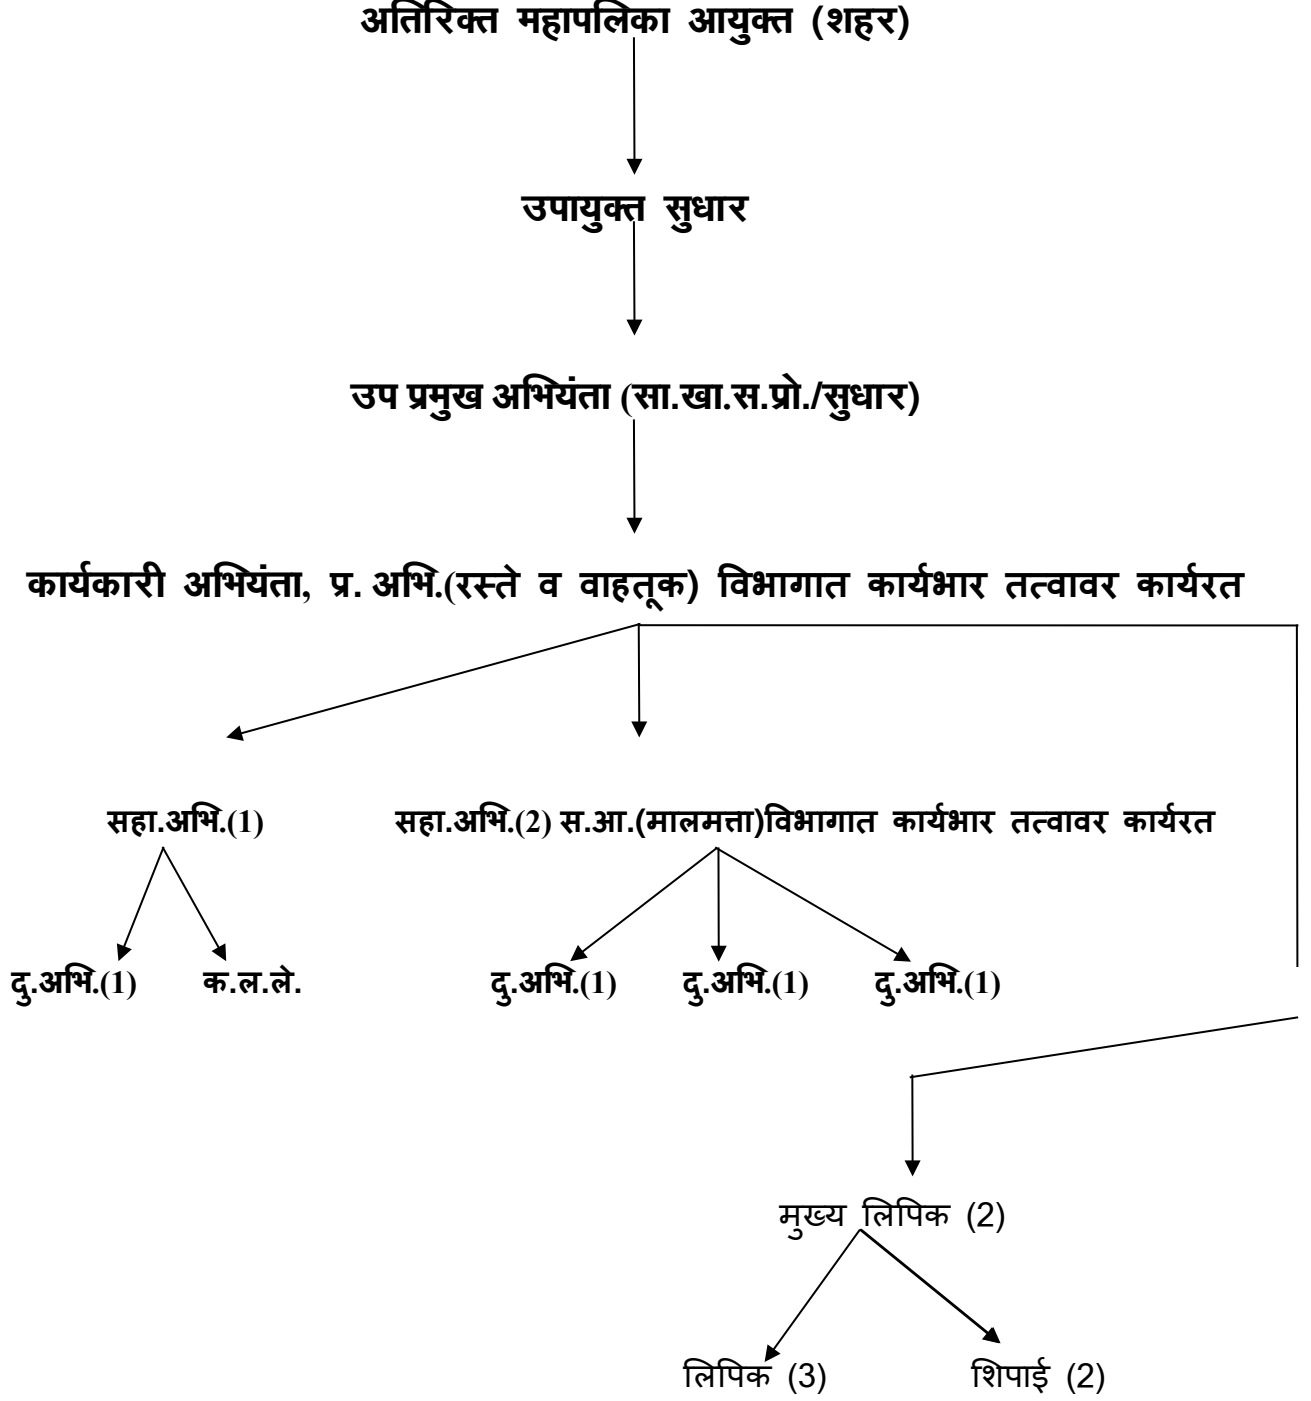 अतिरिक्त महापलिका आयुक्त (शहर)
उपायुक्त सुधार
उप प्रमुख अभियंता (सा.खा.स.प्रो./सुधार)
कार्यकारी अभियंता, प्र. अभि.(रस्ते व वाहतूक) विभागात कार्यभार तत्वावर कार्यरत
सहा.अभि.(1) सहा.अभि.(2) स.आ.(मालमत्ता)विभागात कार्यभार तत्वावर कार्यरत
दु.अभि.(1) क.ल.ले. दु.अभि.(1) दु.अभि.(1) दु.अभि.(1)
मुख्य लिपिक (2)
लिपिक (3) शिपाई (2)